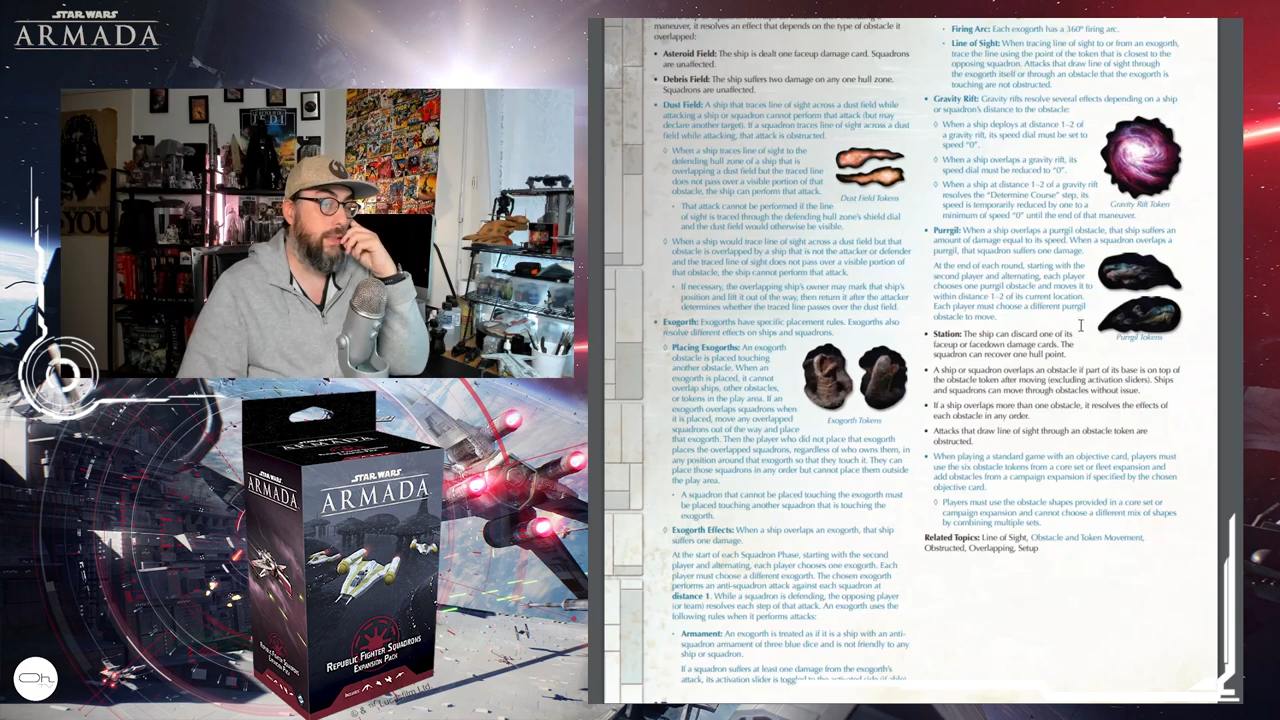 STAR WARS
ARMADA
STAR WARS
ARMADA
STAR WARS
ARMADA
REPUBLIC FIGHTER SQUADRONS
EXPANSION PACK
© & ™ Lucasfilm Ltd.
maneuver, it resolves an effect that depends on the type of obstacle it
overlapped:
• Asteroid Field: The ship is dealt one faceup damage card. Squadrons
are unaffected.
• Debris Field: The ship suffers two damage on any one hull zone.
Squadrons are unaffected.
• Dust Field: A ship that traces line of sight across a dust field while
attacking a ship or squadron cannot perform that attack (but may
declare another target). If a squadron traces line of sight across a dust
field while attacking, that attack is obstructed.
◊ When a ship traces line of sight to the
defending hull zone of a ship that is
overlapping a dust field but the traced line
does not pass over a visible portion of that
obstacle, the ship can perform that attack.
Dust Field Tokens
· That attack cannot be performed if the line
of sight is traced through the defending hull zone's shield dial
and the dust field would otherwise be visible.
◊ When a ship would trace line of sight across a dust field but that
obstacle is overlapped by a ship that is not the attacker or defender
and the traced line of sight does not pass over a visible portion of
that obstacle, the ship cannot perform that attack.
· If necessary, the overlapping ship's owner may mark that ship's
position and lift it out of the way, then return it after the attacker
determines whether the traced line passes over the dust field.
• Exogorth: Exogorths have specific placement rules. Exogorths also
resolve different effects on ships and squadrons.
◊ Placing Exogorths: An exogorth
obstacle is placed touching
another obstacle. When an
exogorth is placed, it cannot
overlap ships, other obstacles,
or tokens in the play area. If an
exogorth overlaps squadrons when
it is placed, move any overlapped
squadrons out of the way and place
that exogorth. Then the player who did not place that exogorth
places the overlapped squadrons, regardless of who owns them, in
any position around that exogorth so that they touch it. They can
place those squadrons in any order but cannot place them outside
the play area.
Exogorth Tokens
· A squadron that cannot be placed touching the exogorth must
be placed touching another squadron that is touching the
exogorth.
◊ Exogorth Effects: When a ship overlaps an exogorth, that ship
suffers one damage.
At the start of each Squadron Phase, starting with the second
player and alternating, each player chooses one exogorth. Each
player must choose a different exogorth. The chosen exogorth
performs an anti-squadron attack against each squadron at
distance 1. While a squadron is defending, the opposing player
(or team) resolves each step of that attack. An exogorth uses the
following rules when it performs attacks:
· Armament: An exogorth is treated as if it is a ship with an anti-
squadron armament of three blue dice and is not friendly to any
ship or squadron.
If a squadron suffers at least one damage from the exogorth's
attack, its activation slider is toggled to the activated side (if able).
· Firing Arc: Each exogorth has a 360° firing arc.
· Line of Sight: When tracing line of sight to or from an exogorth,
trace the line using the point of the token that is closest to the
opposing squadron. Attacks that draw line of sight through
the exogorth itself or through an obstacle that the exogorth is
touching are not obstructed.
• Gravity Rift: Gravity rifts resolve several effects depending on a ship
or squadron's distance to the obstacle:
◊ When a ship deploys at distance 1–2 of
a gravity rift, its speed dial must be set to
speed "0".
◊ When a ship overlaps a gravity rift, its
speed dial must be reduced to "0".
◊ When a ship at distance 1–2 of a gravity rift
resolves the "Determine Course" step, its
speed is temporarily reduced by one to a
minimum of speed "0" until the end of that maneuver.
Gravity Rift Token
• Purrgil: When a ship overlaps a purrgil obstacle, that ship suffers an
amount of damage equal to its speed. When a squadron overlaps a
purrgil, that squadron suffers one damage.
At the end of each round, starting with the
second player and alternating, each player
chooses one purrgil obstacle and moves it to
within distance 1–2 of its current location.
Each player must choose a different purrgil
obstacle to move.
Purrgil Tokens
• Station: The ship can discard one of its
faceup or facedown damage cards. The
squadron can recover one hull point.
• A ship or squadron overlaps an obstacle if part of its base is on top of
the obstacle token after moving (excluding activation sliders). Ships
and squadrons can move through obstacles without issue.
• If a ship overlaps more than one obstacle, it resolves the effects of
each obstacle in any order.
• Attacks that draw line of sight through an obstacle token are
obstructed.
• When playing a standard game with an objective card, players must
use the six obstacle tokens from a core set or fleet expansion and
add obstacles from a campaign expansion if specified by the chosen
objective card.
◊ Players must use the obstacle shapes provided in a core set or
campaign expansion and cannot choose a different mix of shapes
by combining multiple sets.
Related Topics: Line of Sight, Obstacle and Token Movement,
Obstructed, Overlapping, Setup